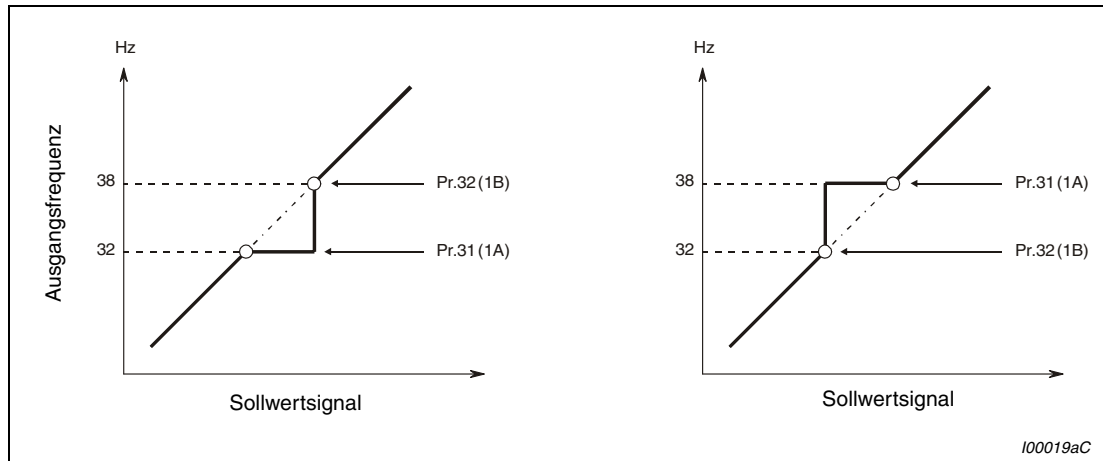 Hz
Ausgangsfrequenz
38
32
Pr.32 (1B)
Pr.31 (1A)
Sollwertsignal
Hz
38
32
Pr.31 (1A)
Pr.32 (1B)
Sollwertsignal
I00019aC